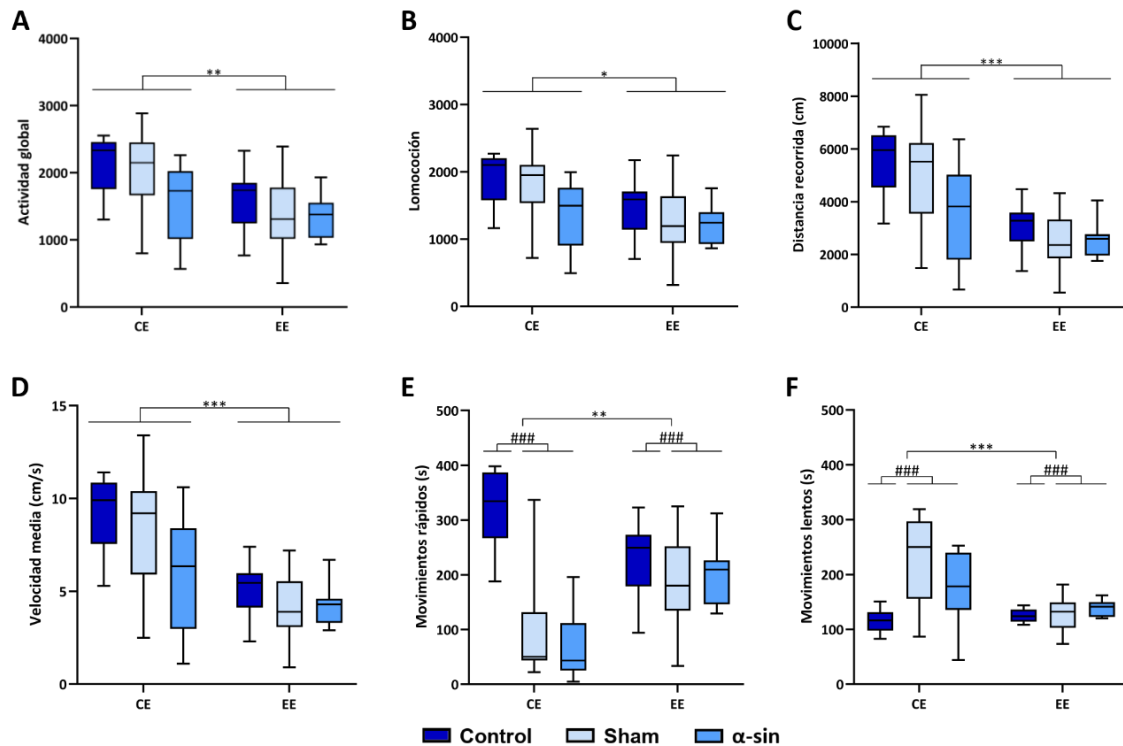 A
Actividad global
4000
3000
2000
1000
0
**
CE
EE
B
Lomococión
4000
3000
2000
1000
0
*
CE
EE
C
Distancia recorrida (cm)
10000
8000
6000
4000
2000
0
***
CE
EE
D
Velocidad media (cm/s)
15
10
5
0
***
CE
EE
E
Movimientos rápidos (s)
500
400
300
200
100
0
**
###
###
CE
EE
F
Movimientos lentos (s)
500
400
300
200
100
0
***
###
###
CE
EE
Control Sham α-sin